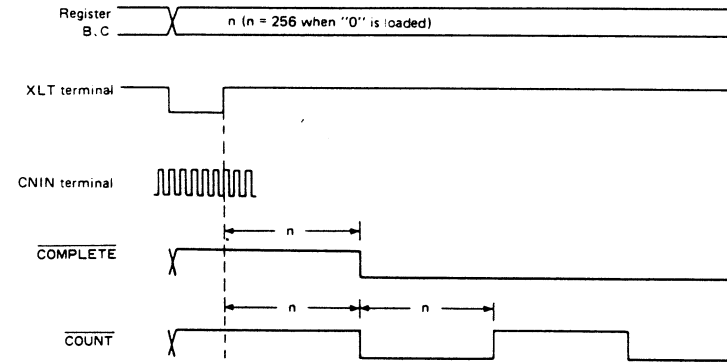 Register
B.C
n (n = 256 when "0" is loaded)
XLT terminal
CNIN terminal
n
COMPLETE
n
n
COUNT